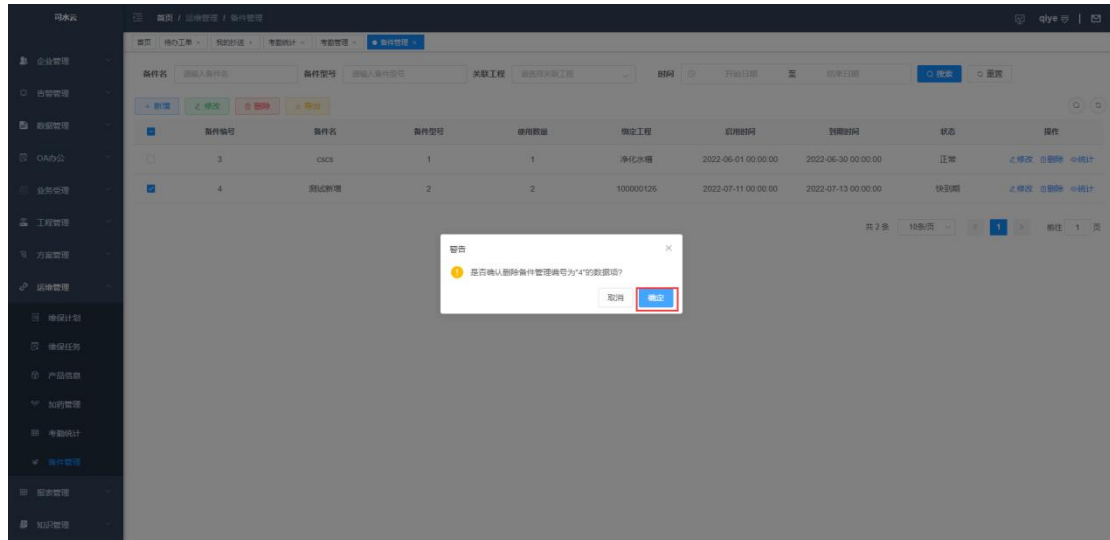 司水云
首页 / 运维管理 / 备件管理
qiye
首页 待办工单 × 我的抄送 × 考勤统计 × 考勤管理 × 备件管理 ×
企业管理
告警管理
数据管理
OA办公
业务受理
工程管理
方案管理
运维管理
维保计划
维保任务
产品信息
加药管理
考勤统计
备件管理
报表管理
知识管理
备件名 请输入备件名 备件型号 请输入备件型号 关联工程 请选择关联工程 时间 开始日期 至 结束日期 搜索 重置
+ 新增 修改 删除 导出
备件编号 备件名 备件型号 使用数量 绑定工程 启用时间 到期时间 状态 操作
3 cscs 1 1 净化水槽 2022-06-01 00:00:00 2022-06-30 00:00:00 正常 修改 删除 统计
4 测试新增 2 2 100000126 2022-07-11 00:00:00 2022-07-13 00:00:00 快到期 修改 删除 统计
共 2 条 10条/页 < 1 > 前往 1 页
警告 ×
是否确认删除备件管理编号为"4"的数据项?
取消 确定